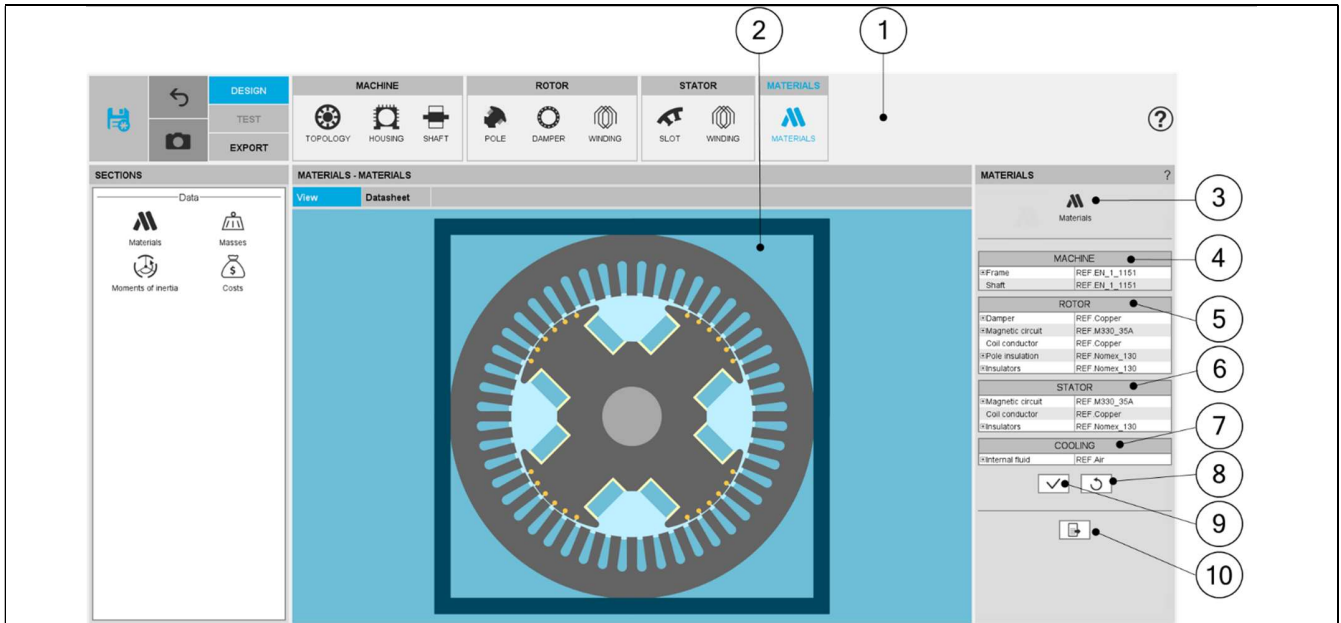 2
1
DESIGN
TEST
EXPORT
MACHINE
TOPOLOGY
HOUSING
SHAFT
ROTOR
POLE
DAMPER
WINDING
STATOR
SLOT
WINDING
MATERIALS
MATERIALS
?
SECTIONS
Data
Materials
Masses
Moments of inertia
Costs
MATERIALS - MATERIALS
View
Datasheet
MATERIALS
?
Materials
3
MACHINE
4
Frame REF.EN_1_1151
Shaft REF.EN_1_1151
ROTOR
5
Damper REF.Copper
Magnetic circuit REF.M330_35A
Coil conductor REF.Copper
Pole insulation REF.Nomex_130
Insulators REF.Nomex_130
STATOR
6
Magnetic circuit REF.M330_35A
Coil conductor REF.Copper
Insulators REF.Nomex_130
COOLING
7
Internal fluid REF.Air
8
9
10